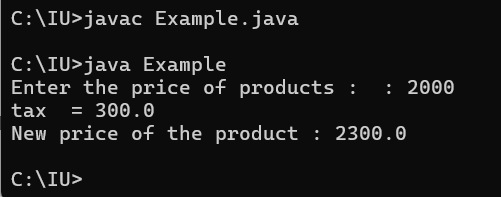 C:\IU>javac Example.java
C:\IU>java Example
Enter the price of products :  : 2000
tax  = 300.0
New price of the product : 2300.0
C:\IU>